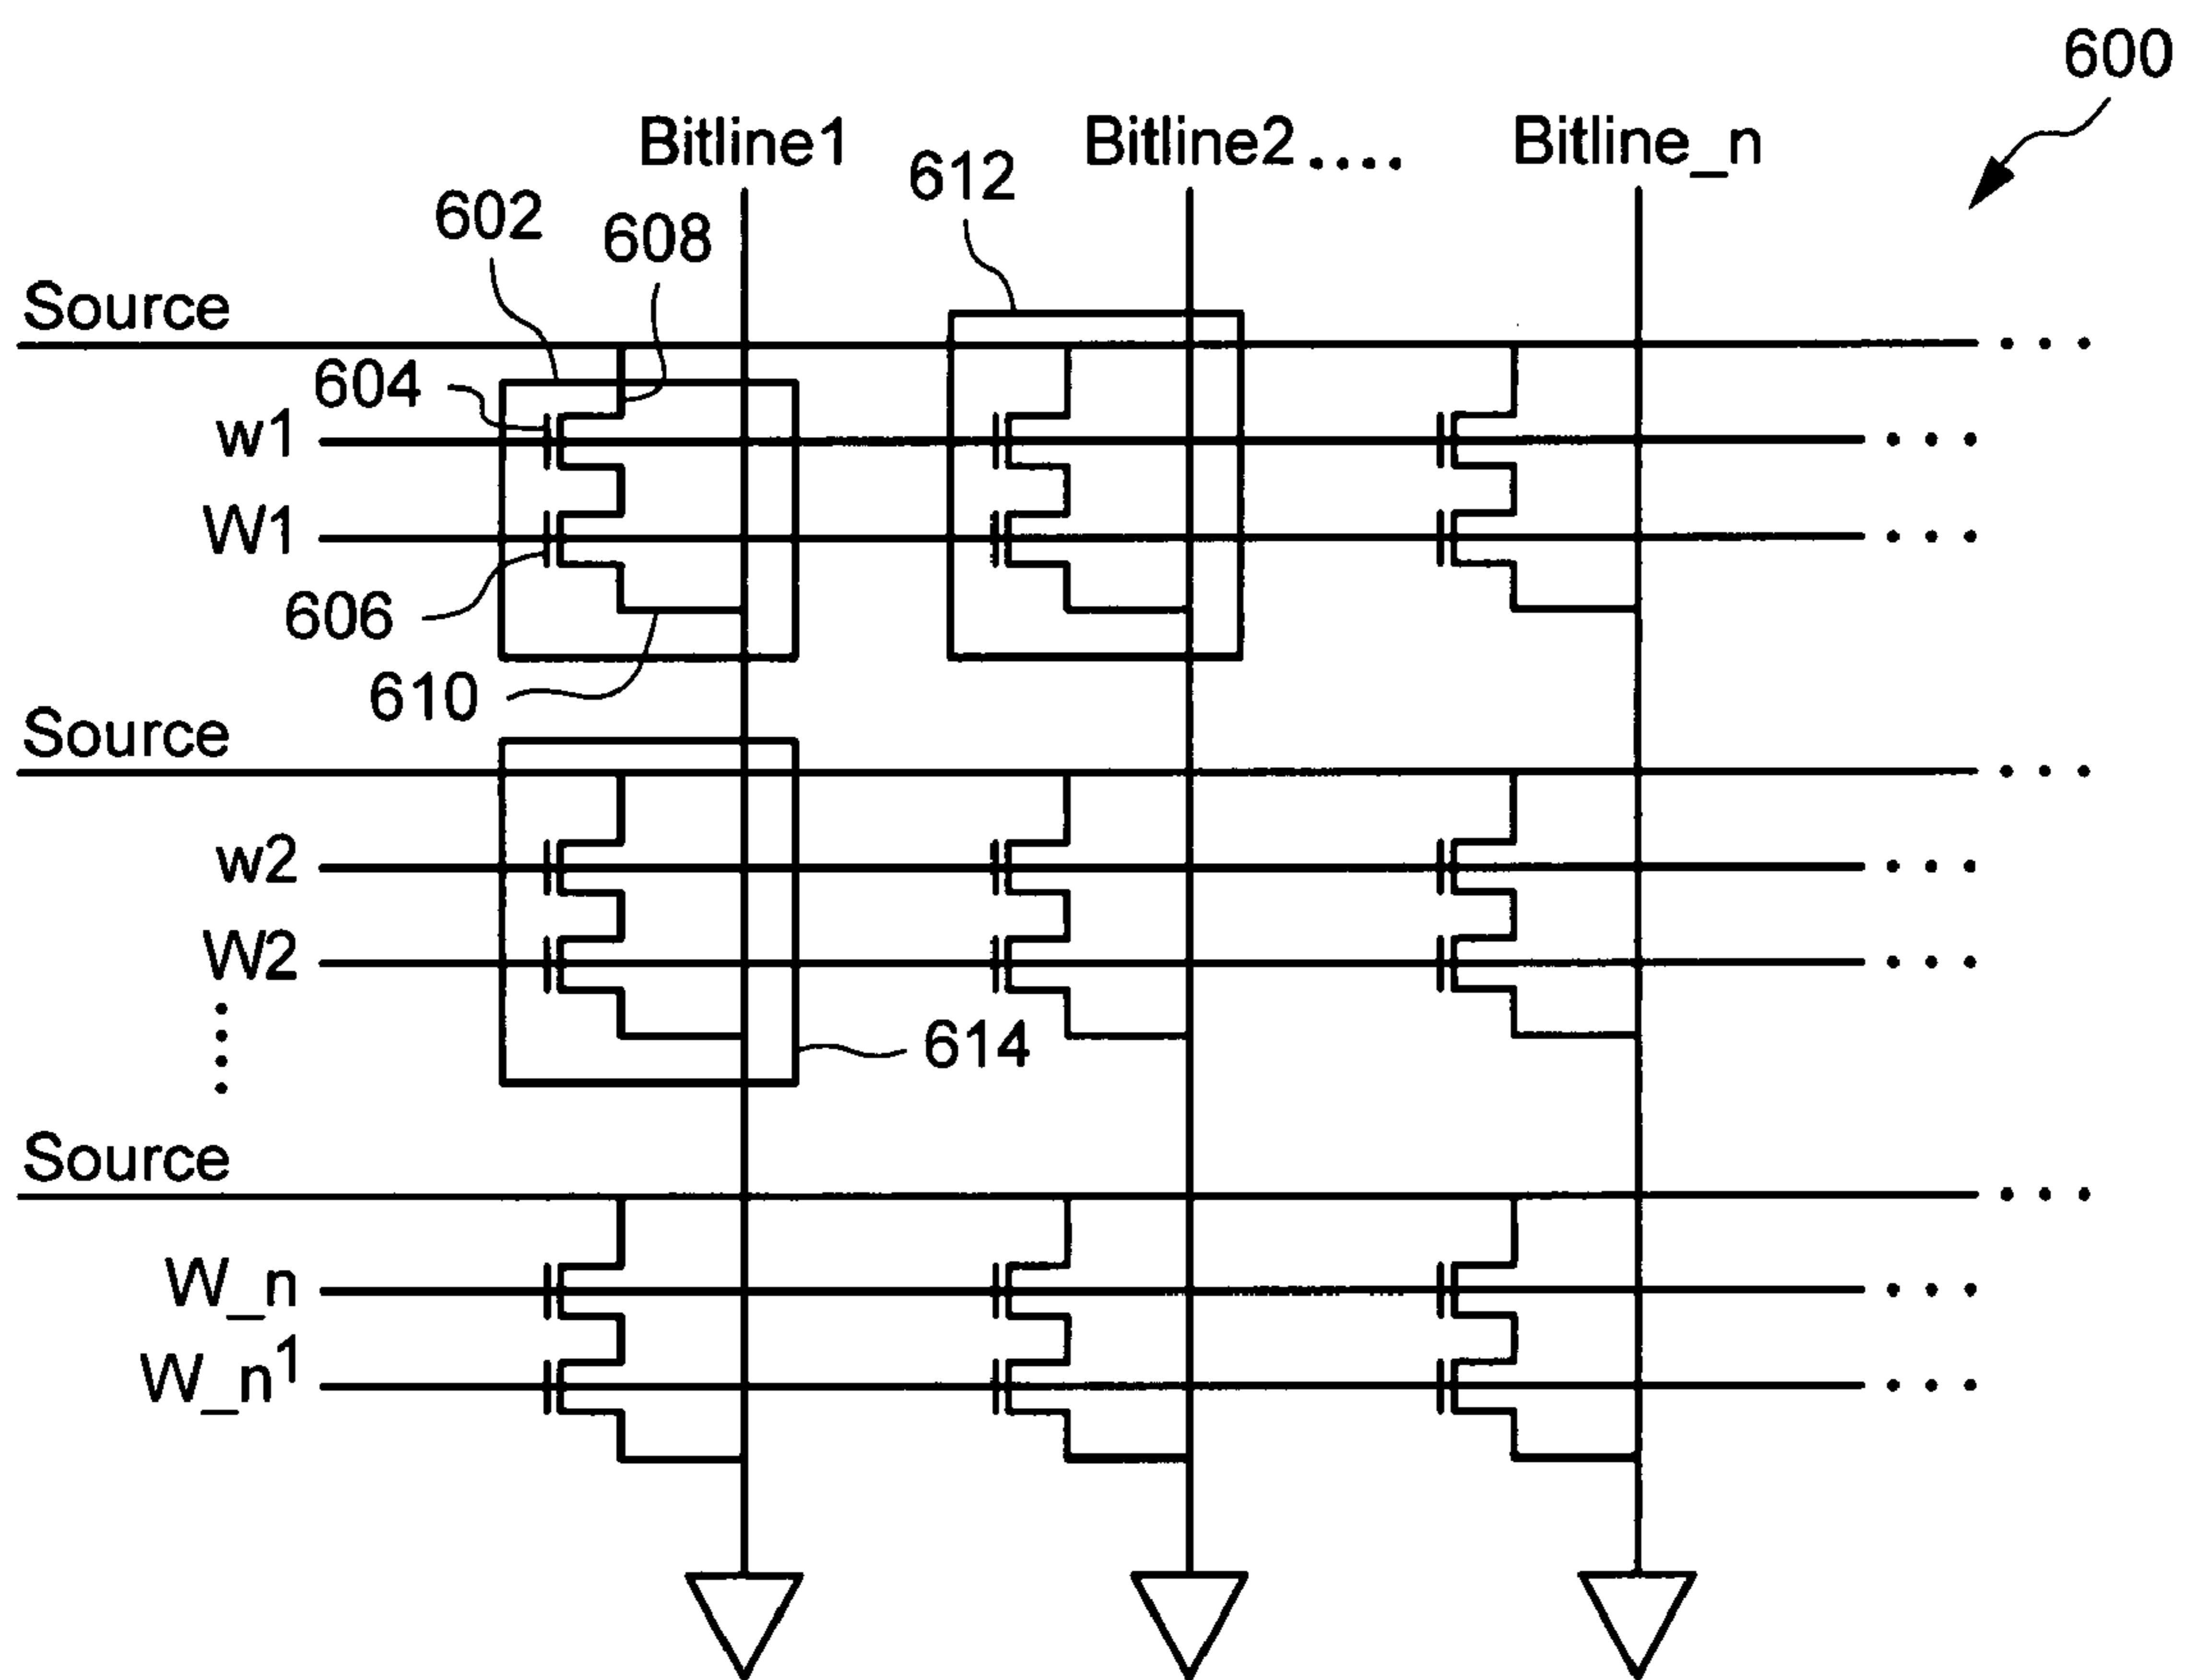 600
Bitline1 Bitline2 .... Bitline_n
612
602 608
Source
604
w1
W1
606
610
Source
w2
W2
614
Source
W_n
W_n¹